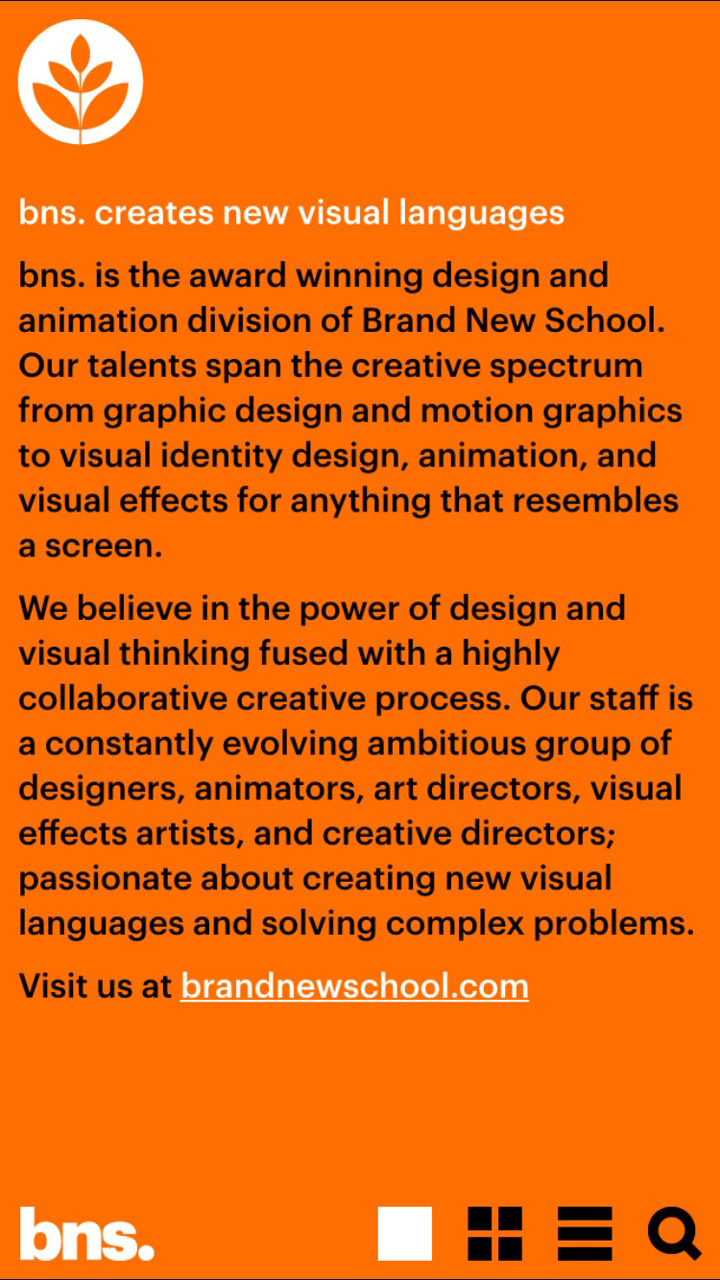 bns. creates new visual languages
bns. is the award winning design and
animation division of Brand New School.
Our talents span the creative spectrum
from graphic design and motion graphics
to visual identity design, animation, and
visual effects for anything that resembles
a screen.
We believe in the power of design and
visual thinking fused with a highly
collaborative creative process. Our staff is
a constantly evolving ambitious group of
designers, animators, art directors, visual
effects artists, and creative directors;
passionate about creating new visual
languages and solving complex problems.
Visit us at brandnewschool.com
bns.